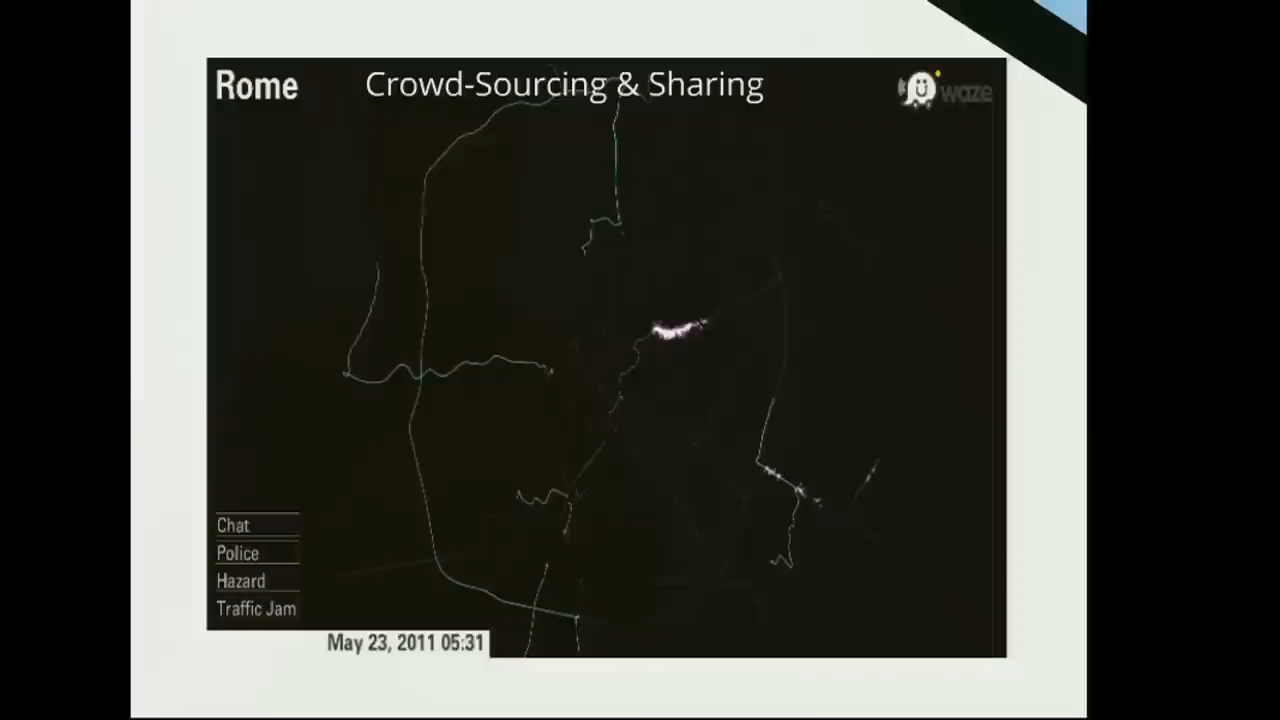 Rome
Crowd-Sourcing & Sharing
waze
Chat
Police
Hazard
Traffic Jam
May 23, 2011 05:31